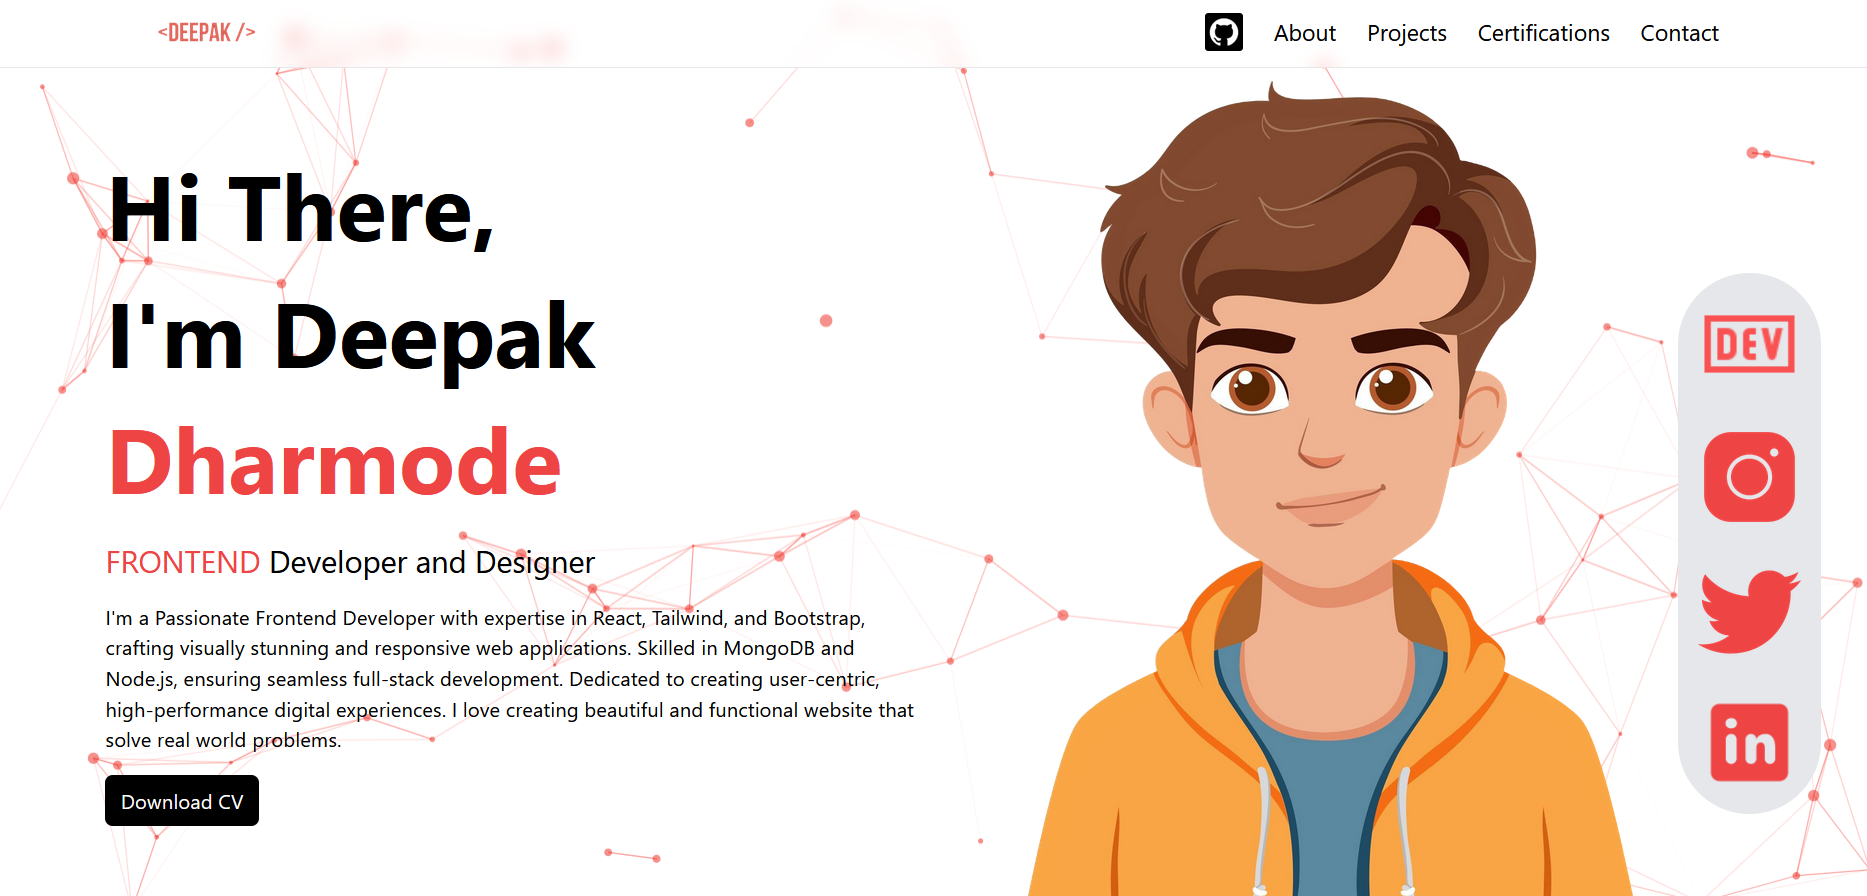 <DEEPAK />
About Projects Certifications Contact
Hi There,
I'm Deepak
Dharmode
FRONTEND Developer and Designer
I'm a Passionate Frontend Developer with expertise in React, Tailwind, and Bootstrap,
crafting visually stunning and responsive web applications. Skilled in MongoDB and
Node.js, ensuring seamless full-stack development. Dedicated to creating user-centric,
high-performance digital experiences. I love creating beautiful and functional website that
solve real world problems.
Download CV
DEV
in